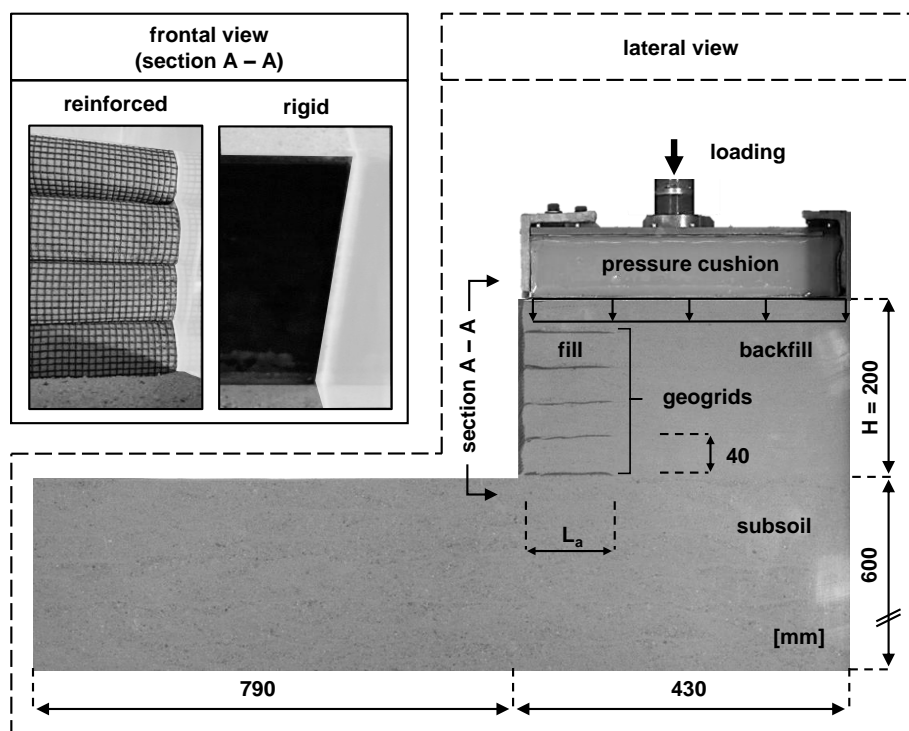 frontal view
(section A – A)
reinforced
rigid
lateral view
loading
pressure cushion
section A – A
fill
backfill
geogrids
40
H = 200
La
subsoil
600
[mm]
790
430